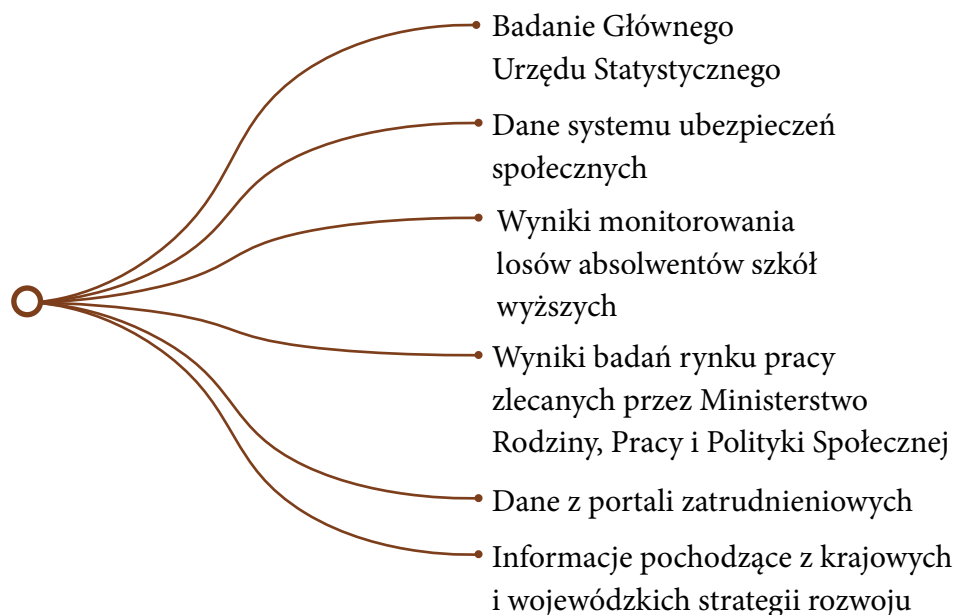 Badanie Głównego
Urzędu Statystycznego
Dane systemu ubezpieczeń
społecznych
Wyniki monitorowania
losów absolwentów szkół
wyższych
Wyniki badań rynku pracy
zlecanych przez Ministerstwo
Rodziny, Pracy i Polityki Społecznej
Dane z portali zatrudnieniowych
Informacje pochodzące z krajowych
i wojewódzkich strategii rozwoju